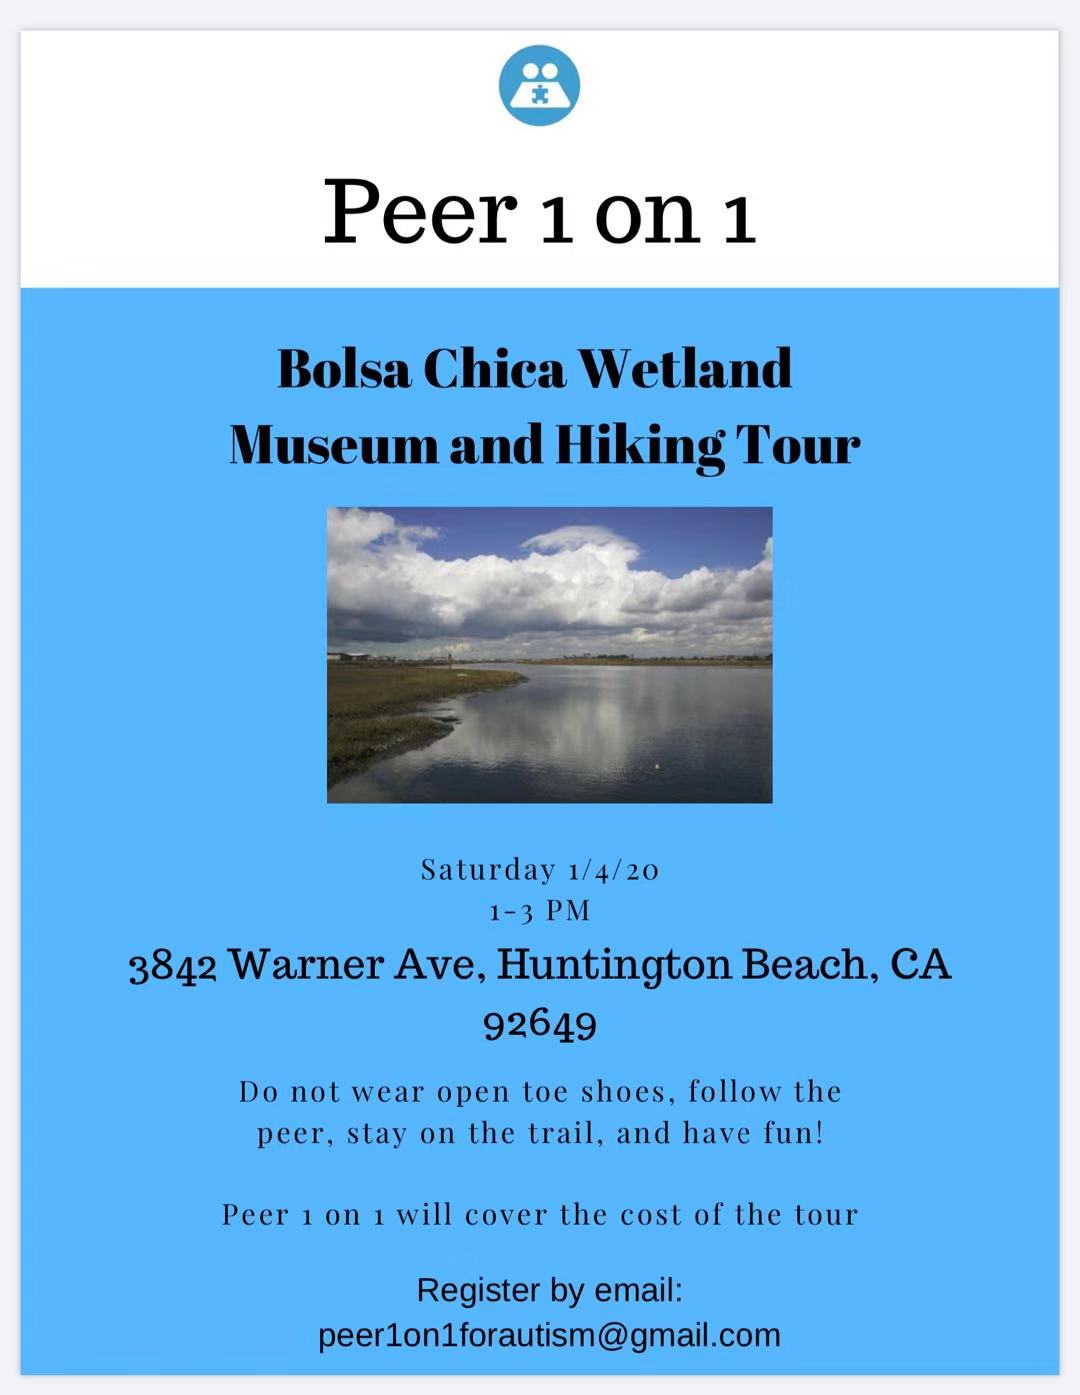 Peer 1 on 1
Bolsa Chica Wetland
Museum and Hiking Tour
Saturday 1/4/20
1-3 PM
3842 Warner Ave, Huntington Beach, CA
92649
Do not wear open toe shoes, follow the
peer, stay on the trail, and have fun!
Peer 1 on 1 will cover the cost of the tour
Register by email:
peer1on1forautism@gmail.com